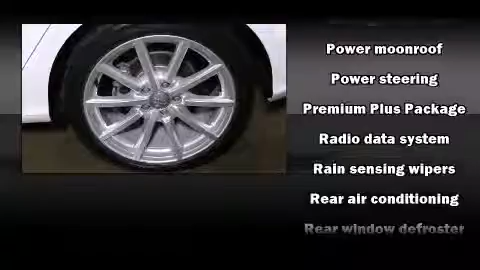 Power moonroof
Power steering
Premium Plus Package
Radio data system
Rain sensing wipers
Rear air conditioning
Rear window defroster